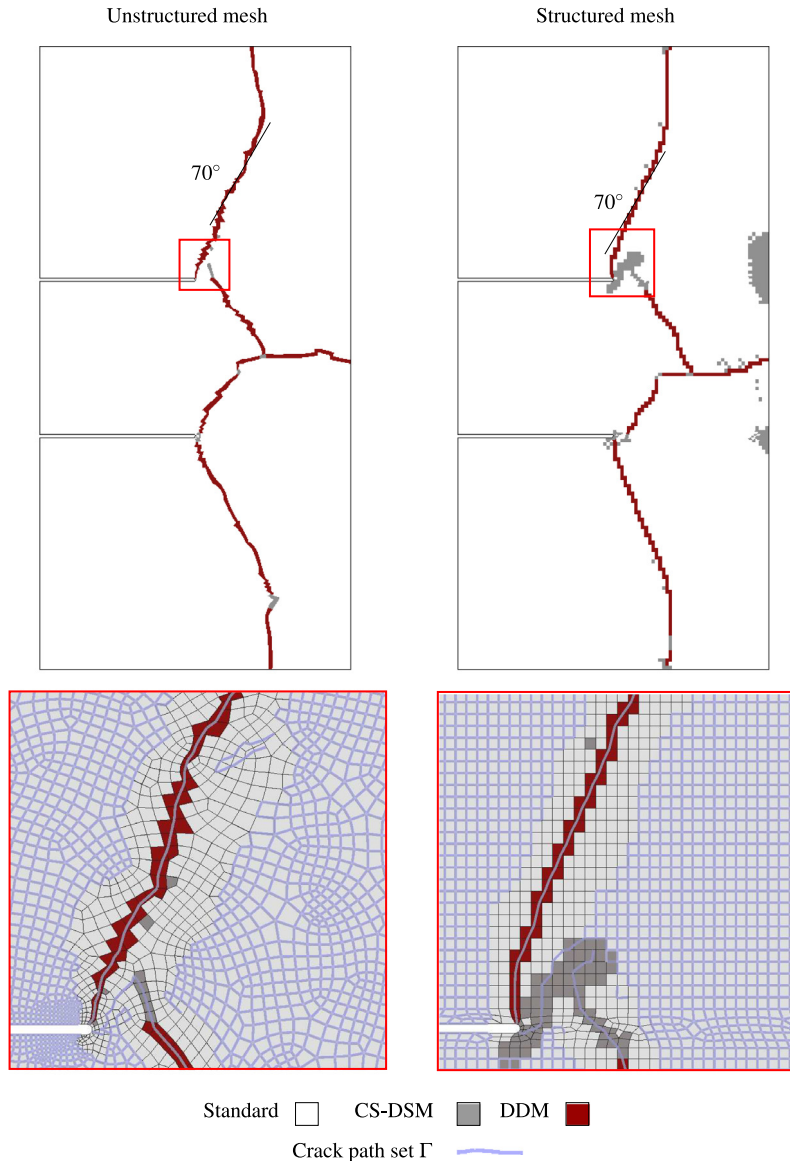 Unstructured mesh
Structured mesh
70°
70°
Standard
CS-DSM
DDM
Crack path set Γ